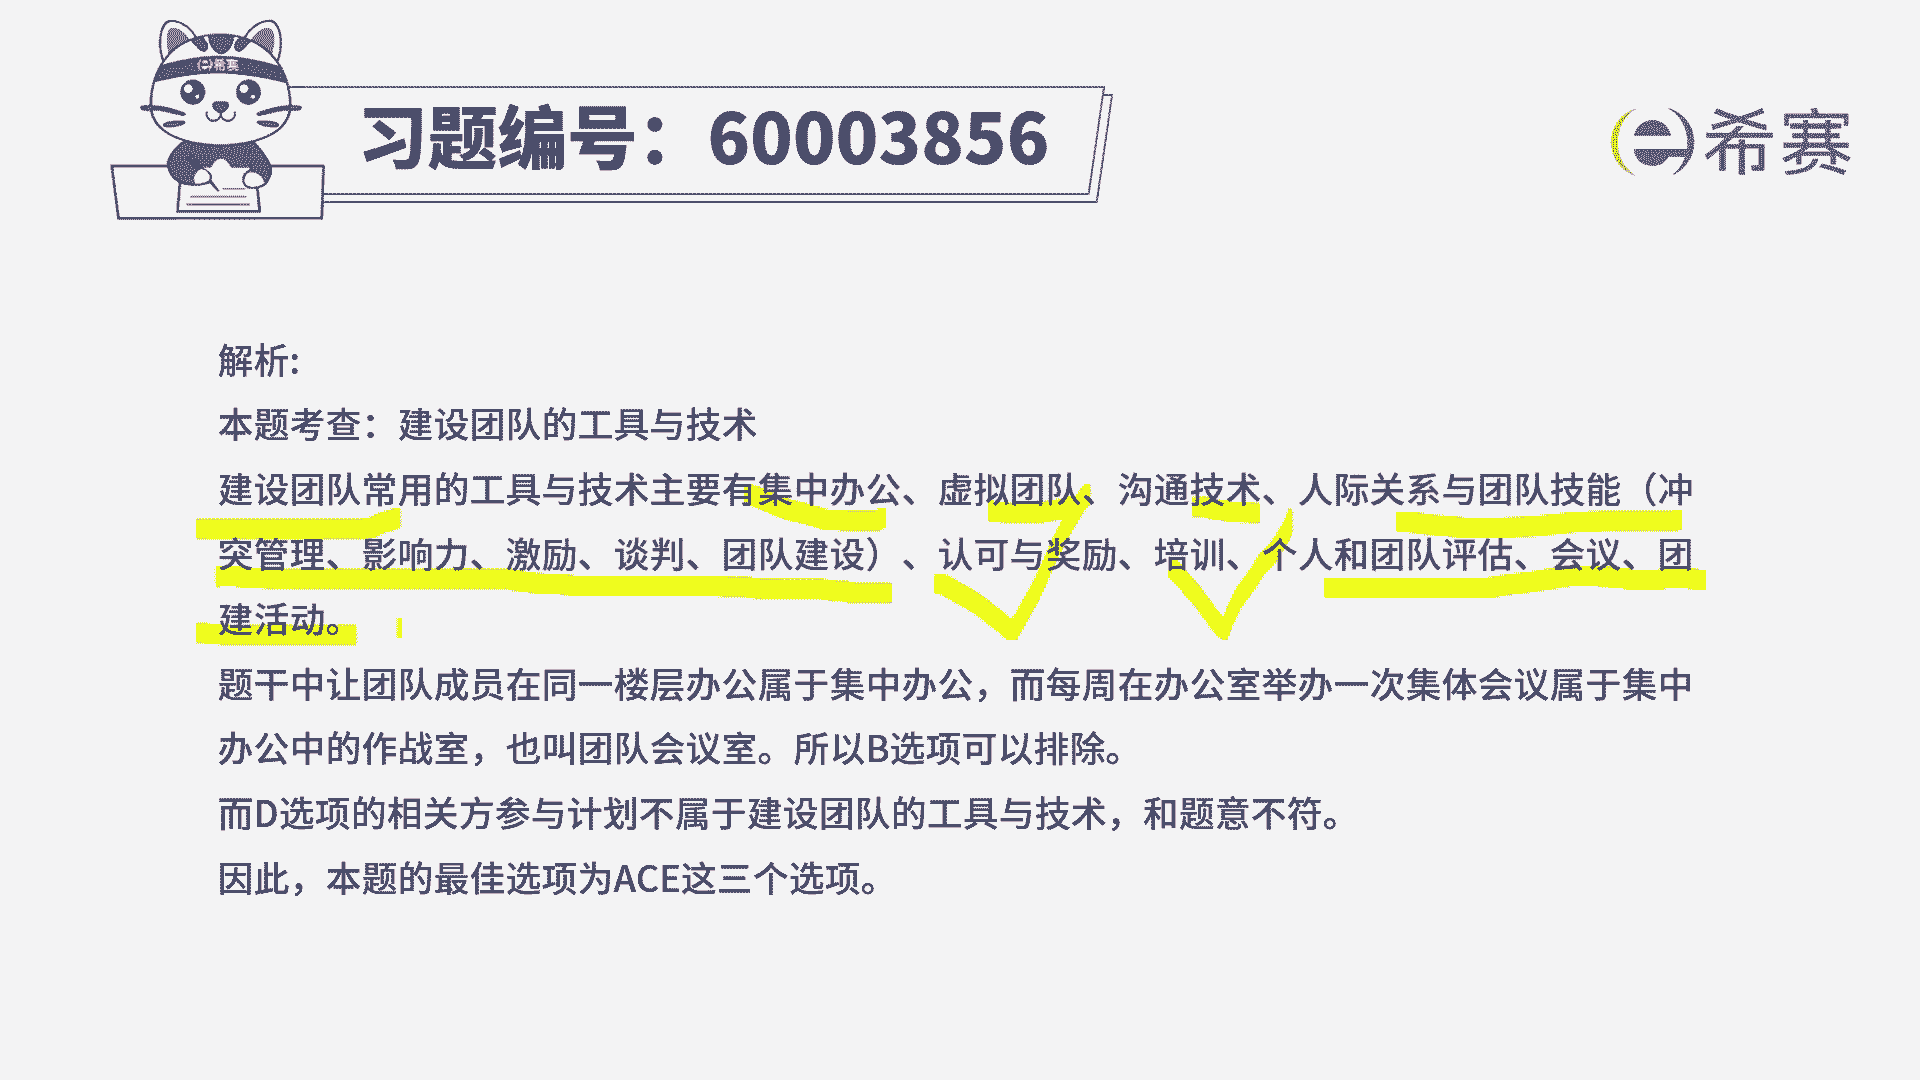 希赛
习题编号：60003856
希赛
解析:
本题考查：建设团队的工具与技术
建设团队常用的工具与技术主要有集中办公、虚拟团队、沟通技术、人际关系与团队技能（冲
突管理、影响力、激励、谈判、团队建设）、认可与奖励、培训、个人和团队评估、会议、团
建活动。
题干中让团队成员在同一楼层办公属于集中办公，而每周在办公室举办一次集体会议属于集中
办公中的作战室，也叫团队会议室。所以B选项可以排除。
而D选项的相关方参与计划不属于建设团队的工具与技术，和题意不符。
因此，本题的最佳选项为ACE这三个选项。